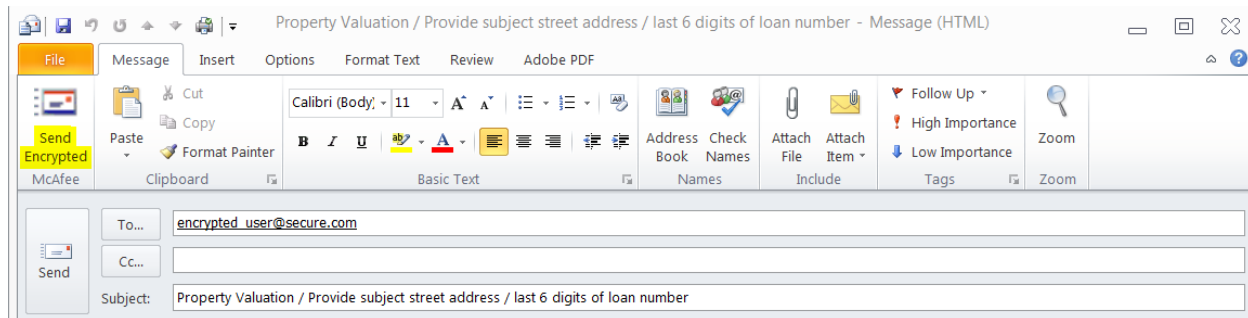 Property Valuation / Provide subject street address / last 6 digits of loan number - Message (HTML)
File Message Insert Options Format Text Review Adobe PDF
Send Encrypted
McAfee
Paste
Cut
Copy
Format Painter
Clipboard
Calibri (Body) 11
B I U
Basic Text
Address Book
Check Names
Names
Attach File
Attach Item
Include
Follow Up
High Importance
Low Importance
Tags
Zoom
Zoom
Send
To... encrypted_user@secure.com
Cc...
Subject: Property Valuation / Provide subject street address / last 6 digits of loan number